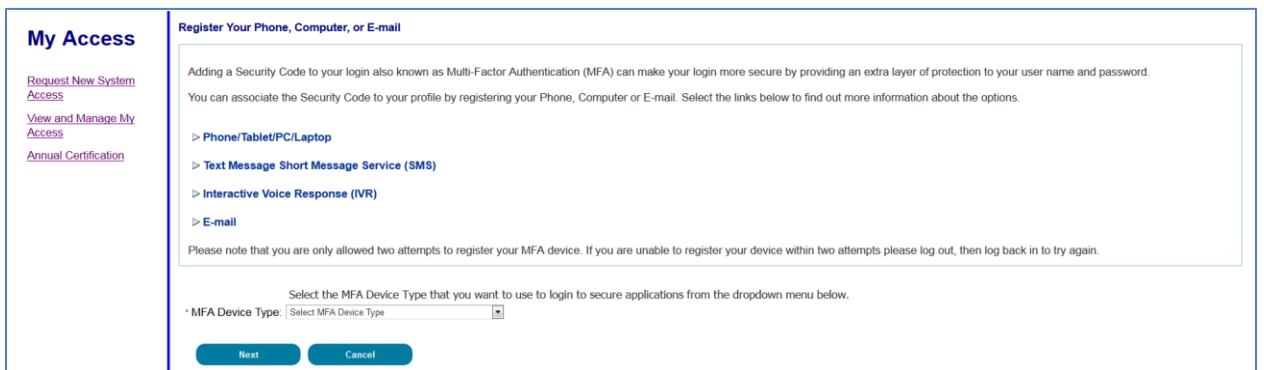 My Access
Request New System
Access
View and Manage My
Access
Annual Certification
Register Your Phone, Computer, or E-mail
Adding a Security Code to your login also known as Multi-Factor Authentication (MFA) can make your login more secure by providing an extra layer of protection to your user name and password.
You can associate the Security Code to your profile by registering your Phone, Computer or E-mail. Select the links below to find out more information about the options.
Phone/Tablet/PC/Laptop
Text Message Short Message Service (SMS)
Interactive Voice Response (IVR)
E-mail
Please note that you are only allowed two attempts to register your MFA device. If you are unable to register your device within two attempts please log out, then log back in to try again.
Select the MFA Device Type that you want to use to login to secure applications from the dropdown menu below.
* MFA Device Type: Select MFA Device Type
Next Cancel